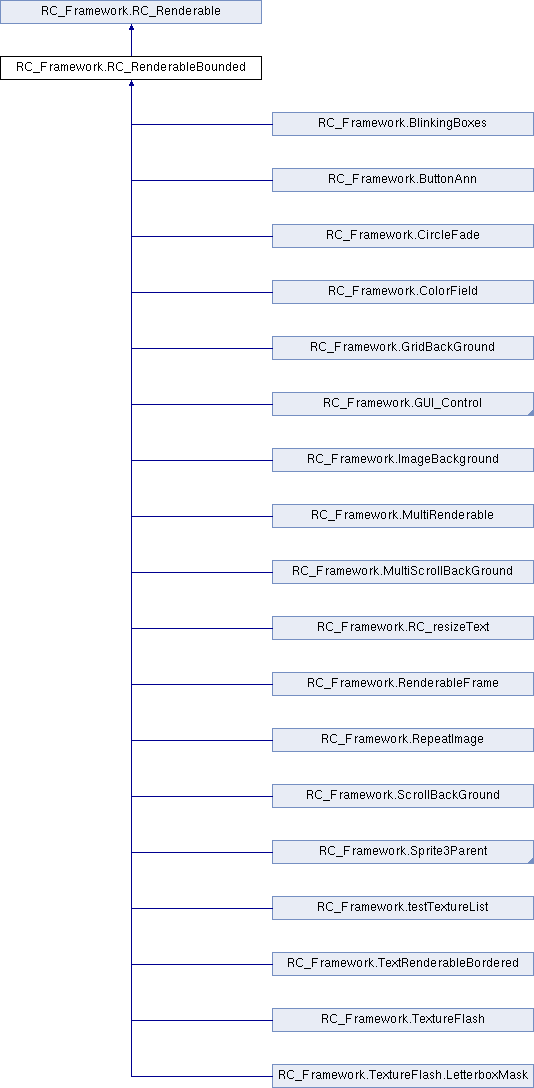 RC_Framework.RC_Renderable
RC_Framework.RC_RenderableBounded
RC_Framework.BlinkingBoxes
RC_Framework.ButtonAnn
RC_Framework.CircleFade
RC_Framework.ColorField
RC_Framework.GridBackGround
RC_Framework.GUI_Control
RC_Framework.ImageBackground
RC_Framework.MultiRenderable
RC_Framework.MultiScrollBackGround
RC_Framework.RC_resizeText
RC_Framework.RenderableFrame
RC_Framework.RepeatImage
RC_Framework.ScrollBackGround
RC_Framework.Sprite3Parent
RC_Framework.testTextureList
RC_Framework.TextRenderableBordered
RC_Framework.TextureFlash
RC_Framework.TextureFlash.LetterboxMask